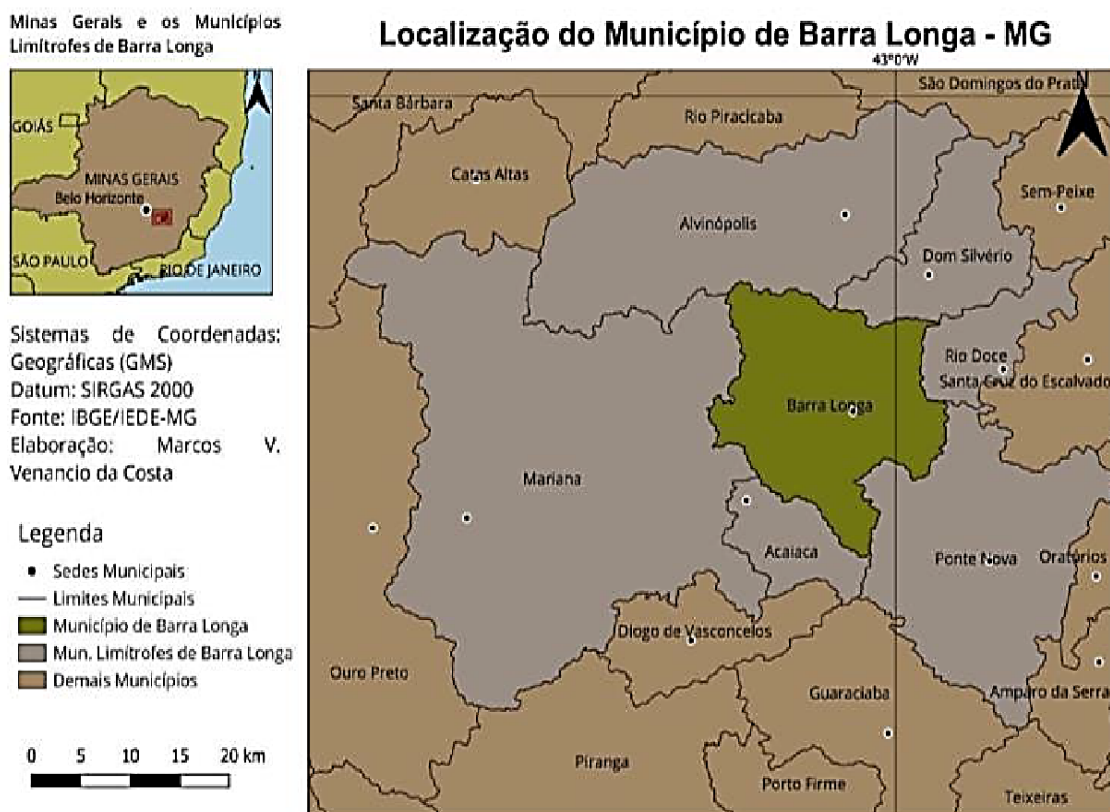 Minas Gerais e os Municípios
Limítrofes de Barra Longa
Localização do Município de Barra Longa - MG
43°0'W
N
GOIÁS
MINAS GERAIS
Belo Horizonte
SÃO PAULO
RIO DE JANEIRO
Sistemas de Coordenadas:
Geográficas (GMS)
Datum: SIRGAS 2000
Fonte: IBGE/IEDE-MG
Elaboração: Marcos V.
Venancio da Costa
Legenda
Sedes Municipais
Limites Municipais
Município de Barra Longa
Mun. Limítrofes de Barra Longa
Demais Municípios
0 5 10 15 20 km
São Domingos do Prata
N
Santa Bárbara
Rio Piracicaba
Catas Altas
Sem-Peixe
Alvinópolis
Dom Silvério
Rio Doce
Santa Cruz do Escalvado
Barra Longa
Mariana
Acaiaca
Ponte Nova
Oratórios
Diogo de Vasconcelos
Ouro Preto
Guaraciaba
Amparo da Serra
Piranga
Porto Firme
Teixeiras